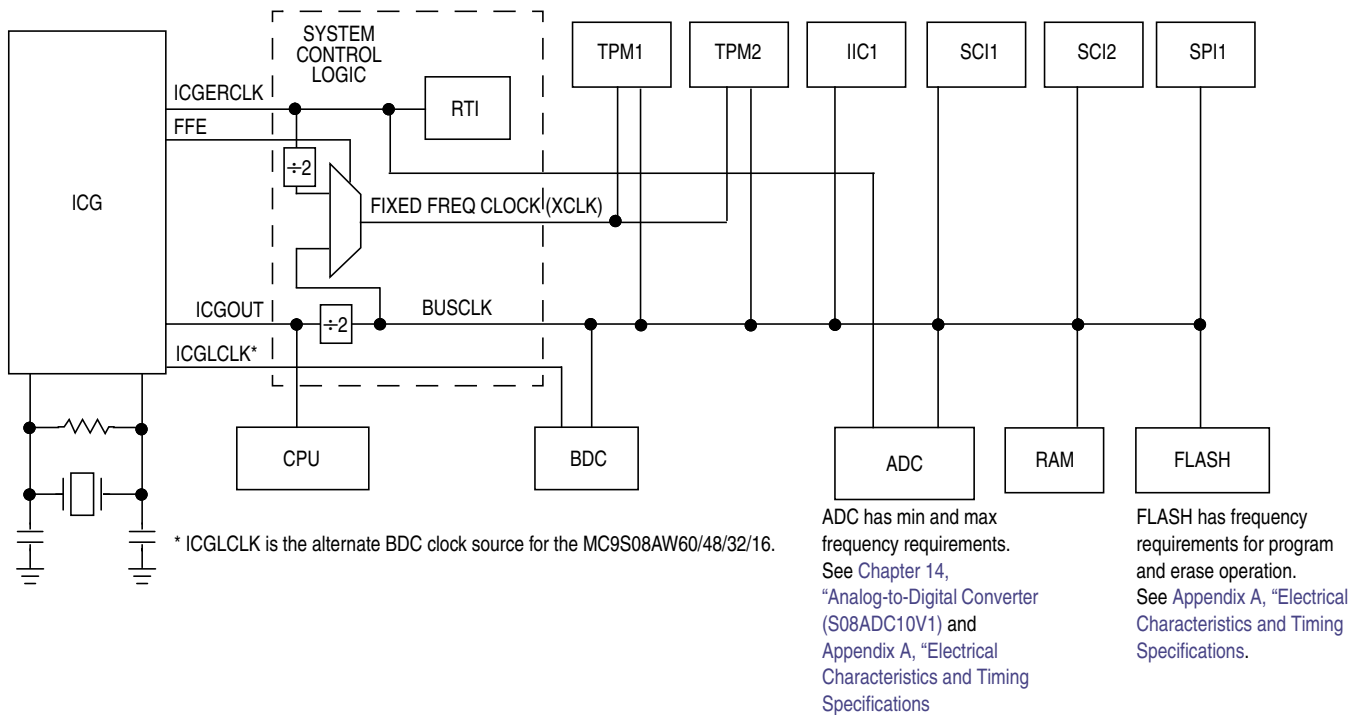 SYSTEM
CONTROL
LOGIC
TPM1
TPM2
IIC1
SCI1
SCI2
SPI1
ICGERCLK
RTI
FFE
÷2
ICG
FIXED FREQ CLOCK (XCLK)
ICGOUT
÷2
BUSCLK
ICGLCLK*
CPU
BDC
ADC
RAM
FLASH
* ICGLCLK is the alternate BDC clock source for the MC9S08AW60/48/32/16.
ADC has min and max
frequency requirements.
See Chapter 14,
“Analog-to-Digital Converter
(S08ADC10V1) and
Appendix A, “Electrical
Characteristics and Timing
Specifications
FLASH has frequency
requirements for program
and erase operation.
See Appendix A, “Electrical
Characteristics and Timing
Specifications.